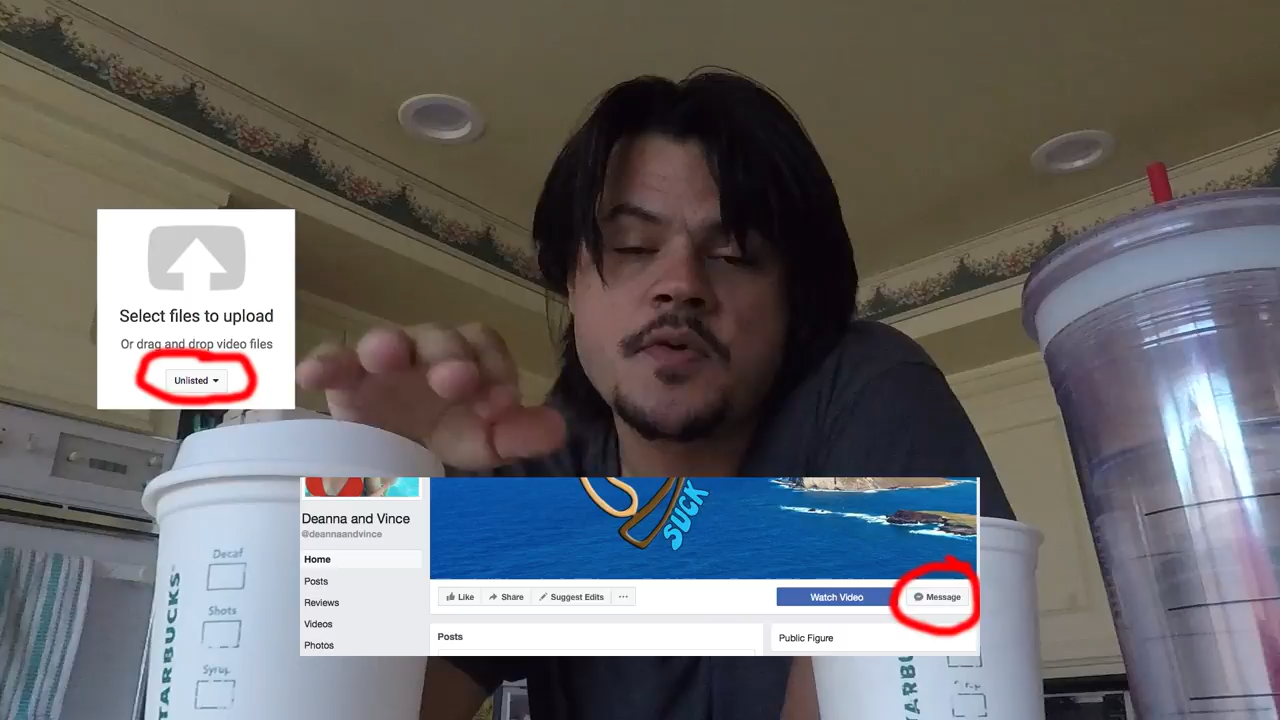 Select files to upload
Or drag and drop video files
Unlisted
Decaf
Shots
Syrup
STARBUCKS
SUCK
Deanna and Vince
@deannaandvince
Home
Posts
Reviews
Videos
Photos
Like
Share
Suggest Edits
...
Watch Video
Message
Posts
Public Figure
TARB